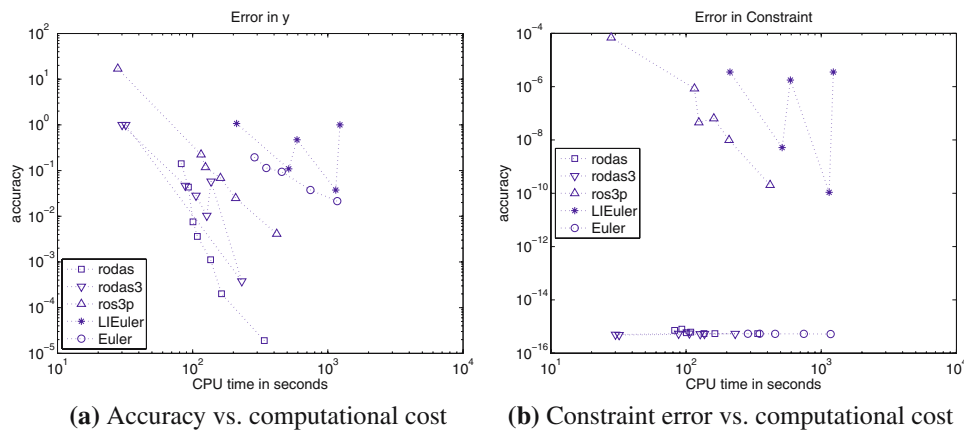 Error in y
10^2
10^1
10^0
10^-1
10^-2
10^-3
10^-4
10^-5
accuracy
rodas
rodas3
ros3p
LIEuler
Euler
10^1
10^2
10^3
10^4
CPU time in seconds
(a) Accuracy vs. computational cost
Error in Constraint
10^-4
10^-6
10^-8
10^-10
10^-12
10^-14
10^-16
accuracy
rodas
rodas3
ros3p
LIEuler
Euler
10^1
10^2
10^3
10^4
CPU time in seconds
(b) Constraint error vs. computational cost